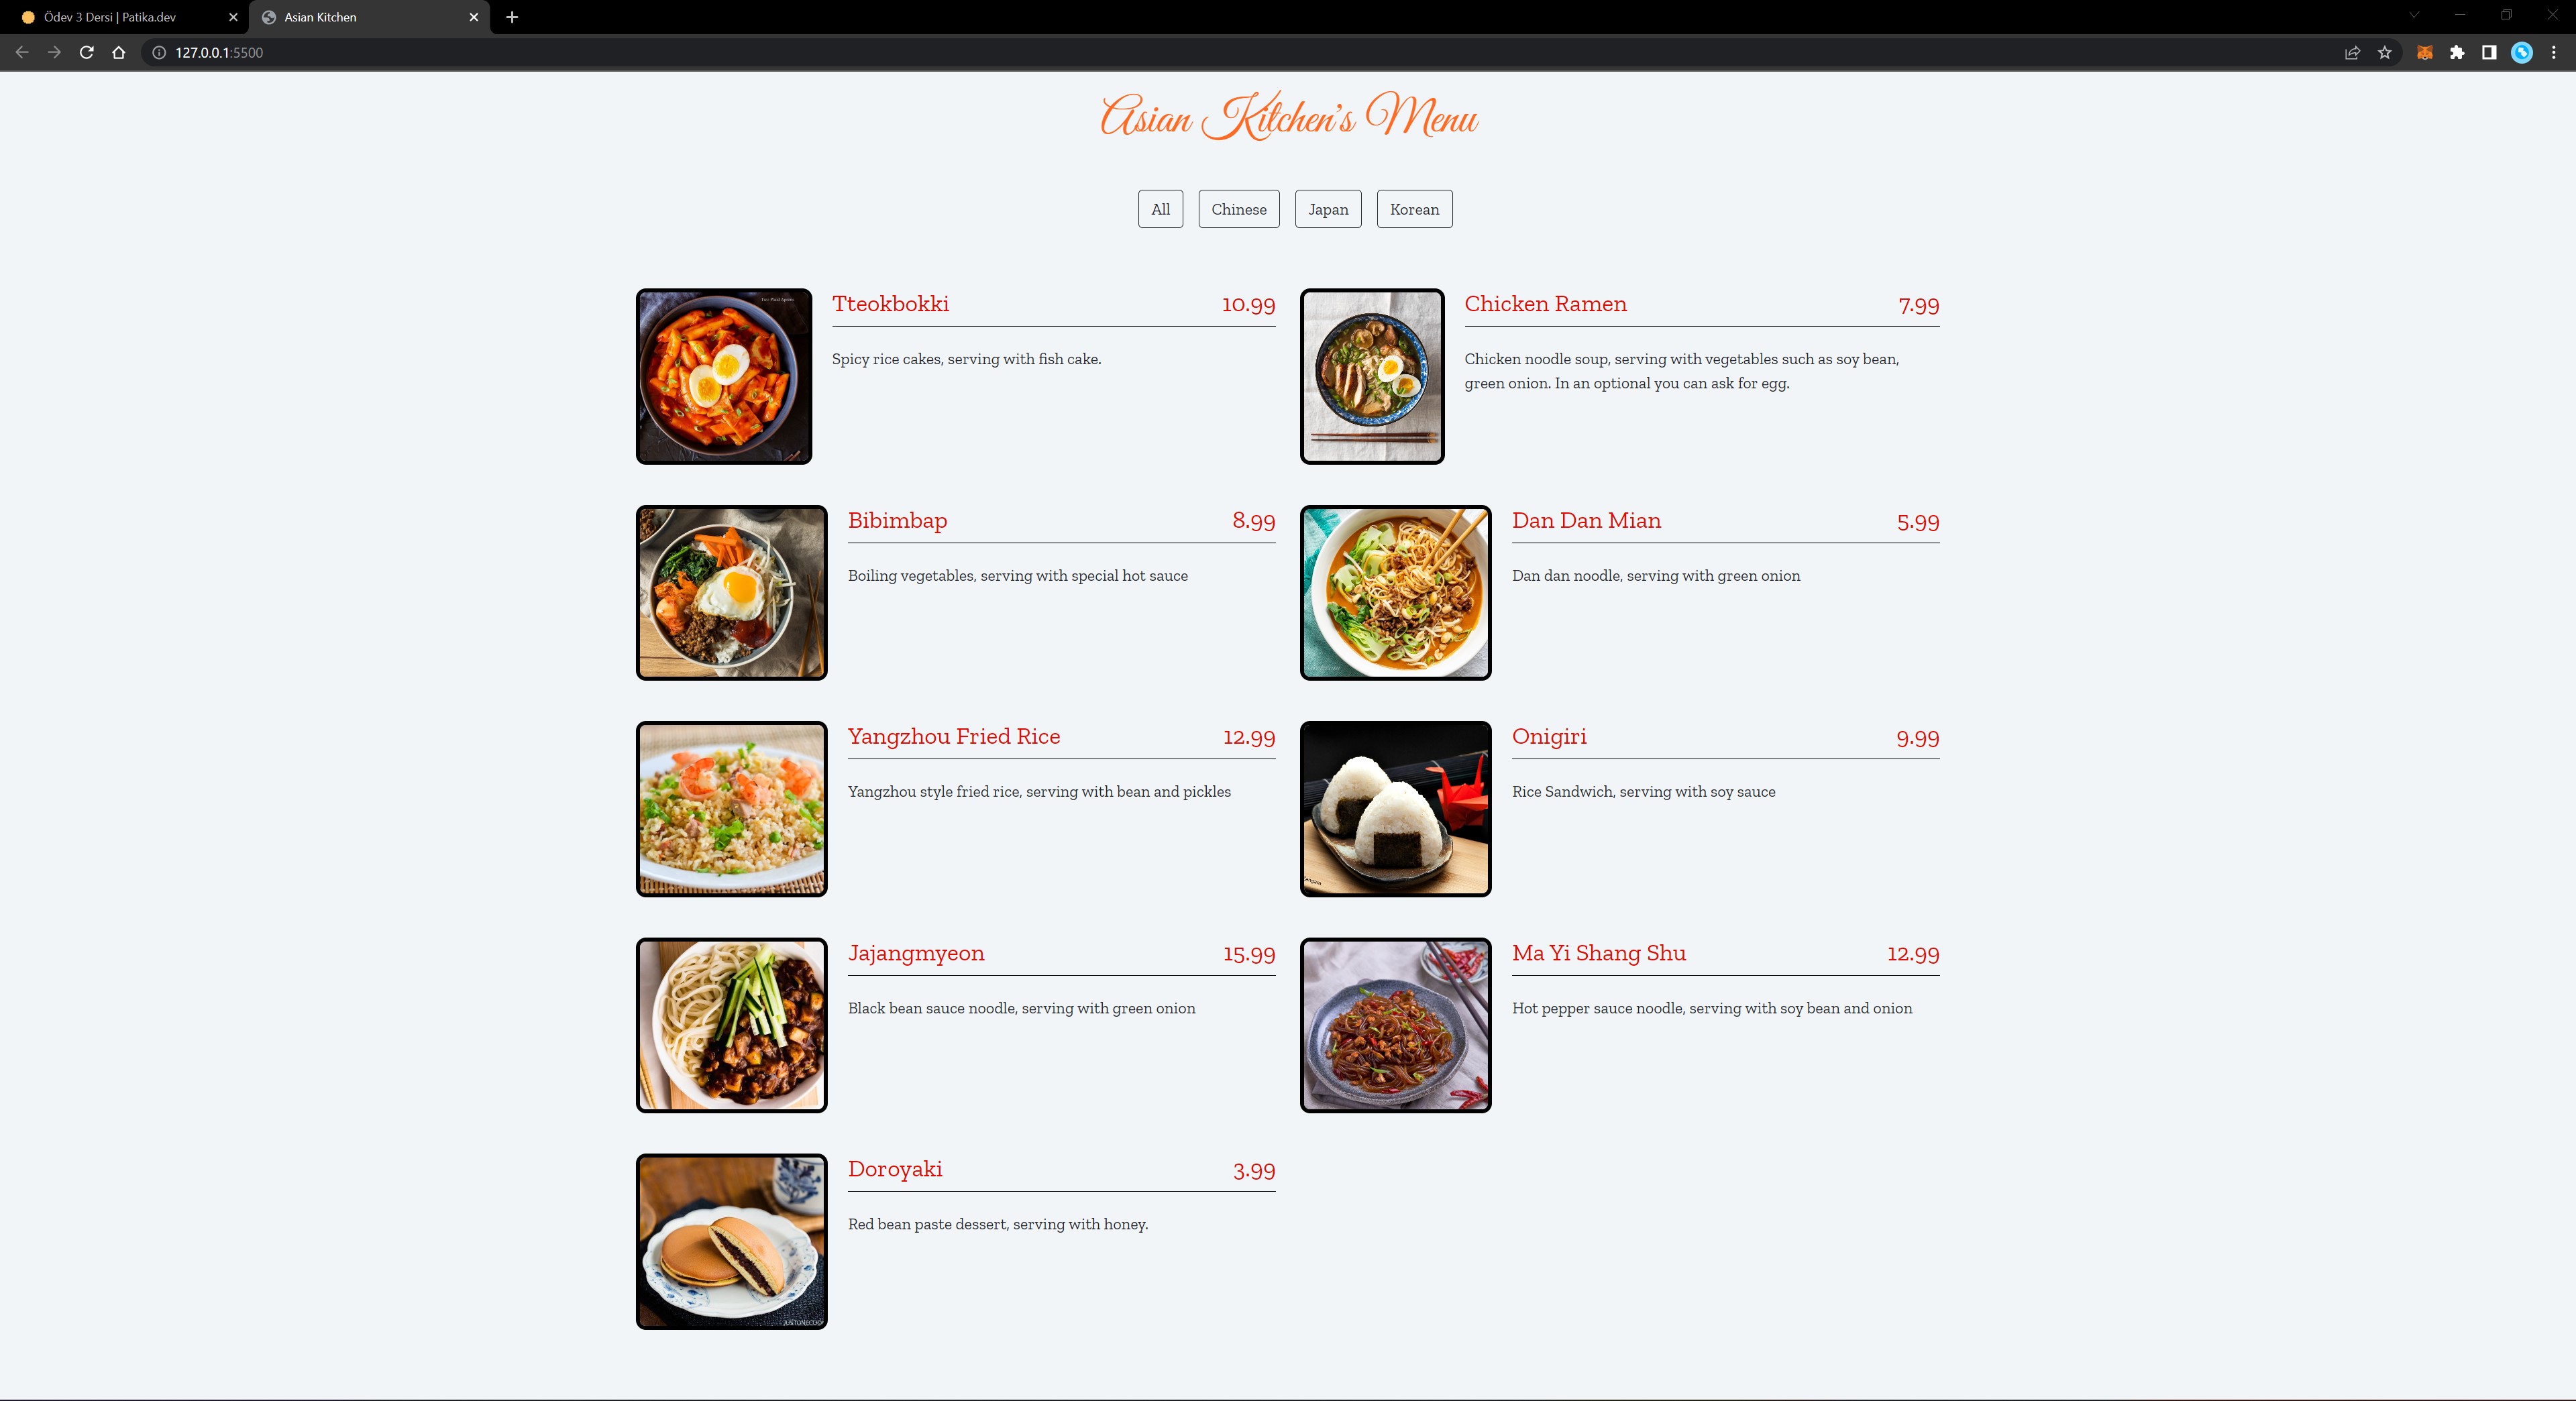 Ödev 3 Dersi | Patika.dev
Asian Kitchen
127.0.0.1:5500
Asian Kitchen's Menu
All
Chinese
Japan
Korean
Tteokbokki
10.99
Spicy rice cakes, serving with fish cake.
Chicken Ramen
7.99
Chicken noodle soup, serving with vegetables such as soy bean,
green onion. In an optional you can ask for egg.
Bibimbap
8.99
Boiling vegetables, serving with special hot sauce
Dan Dan Mian
5.99
Dan dan noodle, serving with green onion
Yangzhou Fried Rice
12.99
Yangzhou style fried rice, serving with bean and pickles
Onigiri
9.99
Rice Sandwich, serving with soy sauce
Jajangmyeon
15.99
Black bean sauce noodle, serving with green onion
Ma Yi Shang Shu
12.99
Hot pepper sauce noodle, serving with soy bean and onion
Doroyaki
3.99
Red bean paste dessert, serving with honey.